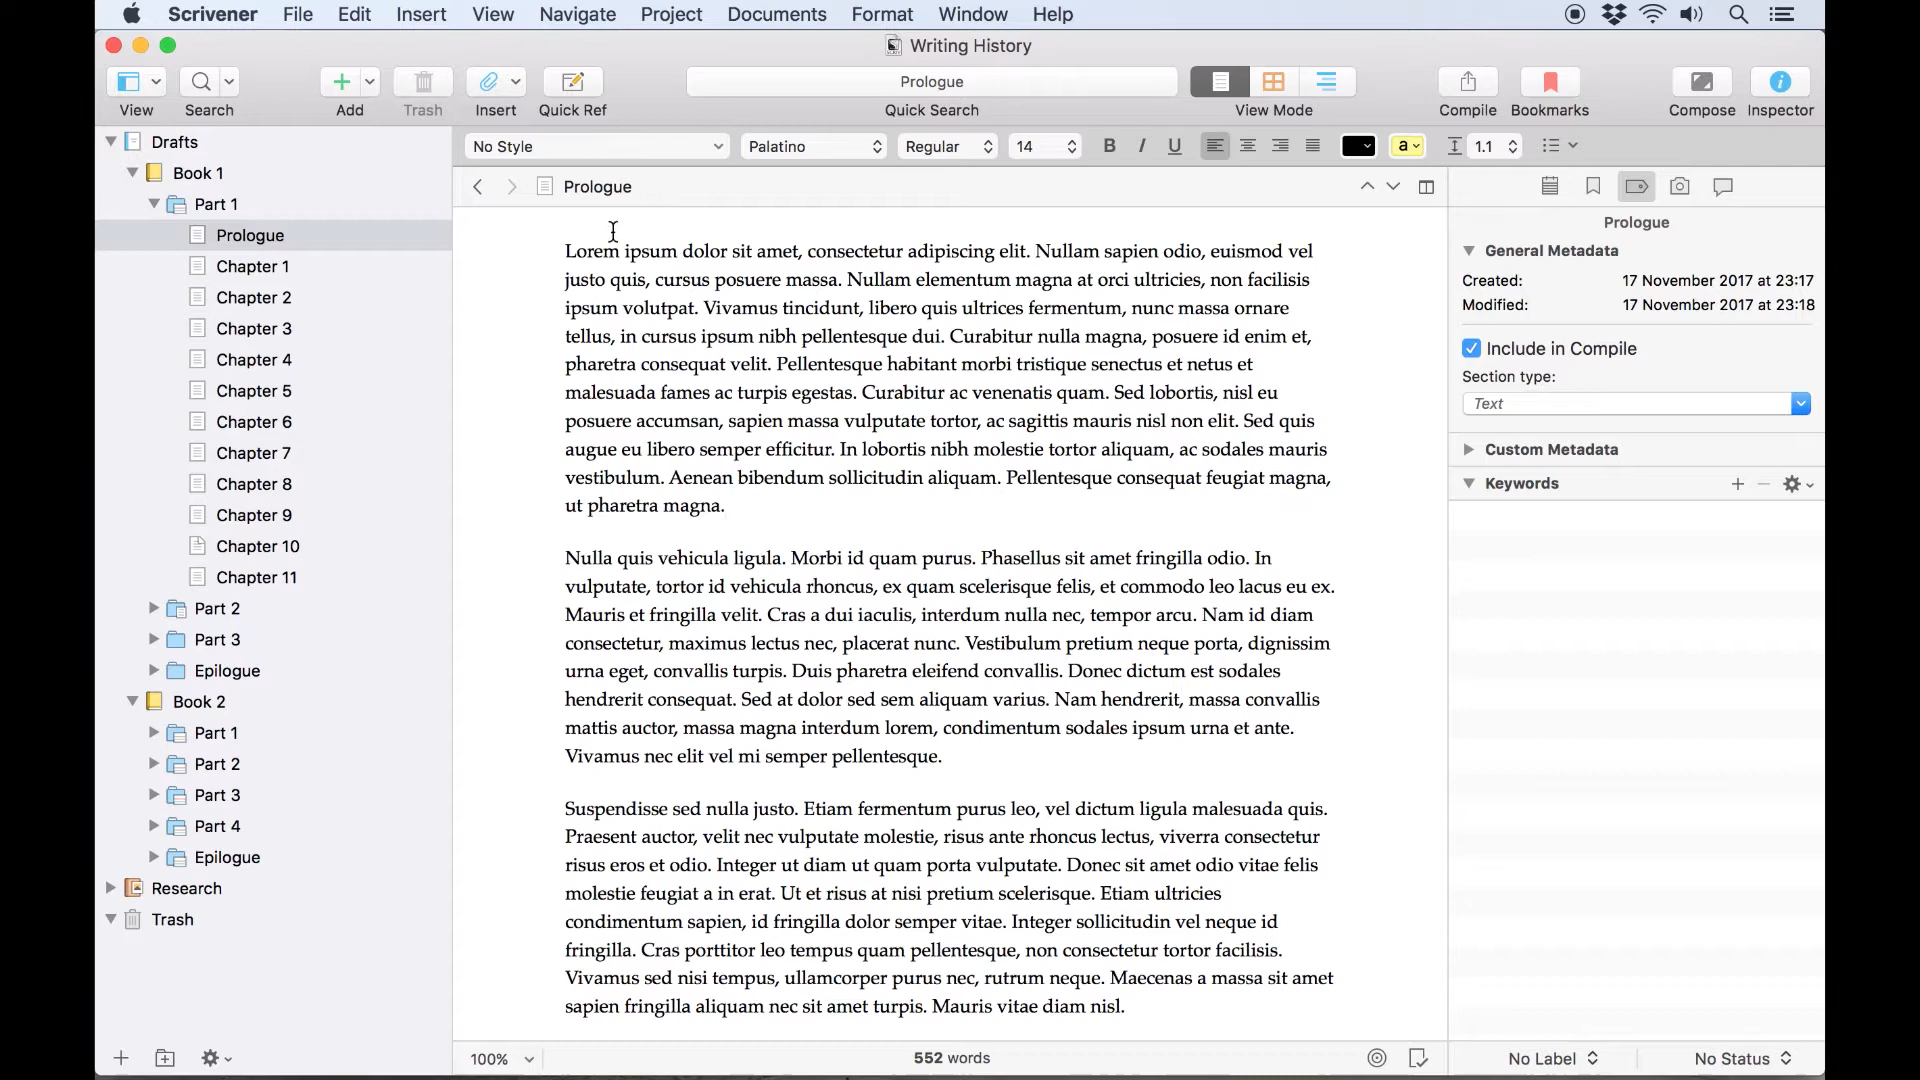 Scrivener File Edit Insert View Navigate Project Documents Format Window Help
Writing History
Prologue
View Search Add Trash Insert Quick Ref Quick Search View Mode Compile Bookmarks Compose Inspector
No Style Palatino Regular 14 B I U a 1.1
Drafts
Book 1
Part 1
Prologue
Chapter 1
Chapter 2
Chapter 3
Chapter 4
Chapter 5
Chapter 6
Chapter 7
Chapter 8
Chapter 9
Chapter 10
Chapter 11
Part 2
Part 3
Epilogue
Book 2
Part 1
Part 2
Part 3
Part 4
Epilogue
Research
Trash
Prologue
Lorem ipsum dolor sit amet, consectetur adipiscing elit. Nullam sapien odio, euismod vel
justo quis, cursus posuere massa. Nullam elementum magna at orci ultricies, non facilisis
ipsum volutpat. Vivamus tincidunt, libero quis ultrices fermentum, nunc massa ornare
tellus, in cursus ipsum nibh pellentesque dui. Curabitur nulla magna, posuere id enim et,
pharetra consequat velit. Pellentesque habitant morbi tristique senectus et netus et
malesuada fames ac turpis egestas. Curabitur ac venenatis quam. Sed lobortis, nisl eu
posuere accumsan, sapien massa vulputate tortor, ac sagittis mauris nisl non elit. Sed quis
augue eu libero semper efficitur. In lobortis nibh molestie tortor aliquam, ac sodales mauris
vestibulum. Aenean bibendum sollicitudin aliquam. Pellentesque consequat feugiat magna,
ut pharetra magna.
Nulla quis vehicula ligula. Morbi id quam purus. Phasellus sit amet fringilla odio. In
vulputate, tortor id vehicula rhoncus, ex quam scelerisque felis, et commodo leo lacus eu ex.
Mauris et fringilla velit. Cras a dui iaculis, interdum nulla nec, tempor arcu. Nam id diam
consectetur, maximus lectus nec, placerat nunc. Vestibulum pretium neque porta, dignissim
urna eget, convallis turpis. Duis pharetra eleifend convallis. Donec dictum est sodales
hendrerit consequat. Sed at dolor sed sem aliquam varius. Nam hendrerit, massa convallis
mattis auctor, massa magna interdum lorem, condimentum sodales ipsum urna et ante.
Vivamus nec elit vel mi semper pellentesque.
Suspendisse sed nulla justo. Etiam fermentum purus leo, vel dictum ligula malesuada quis.
Praesent auctor, velit nec vulputate molestie, risus ante rhoncus lectus, viverra consectetur
risus eros et odio. Integer ut diam ut quam porta vulputate. Donec sit amet odio vitae felis
molestie feugiat a in erat. Ut et risus at nisi pretium scelerisque. Etiam ultricies
condimentum sapien, id fringilla dolor semper vitae. Integer sollicitudin vel neque id
fringilla. Cras porttitor leo tempus quam pellentesque, non consectetur tortor facilisis.
Vivamus sed nisi tempus, ullamcorper purus nec, rutrum neque. Maecenas a massa sit amet
sapien fringilla aliquam nec sit amet turpis. Mauris vitae diam nisl.
100% 552 words
Prologue
General Metadata
Created: 17 November 2017 at 23:17
Modified: 17 November 2017 at 23:18
Include in Compile
Section type:
Text
Custom Metadata
Keywords
No Label No Status